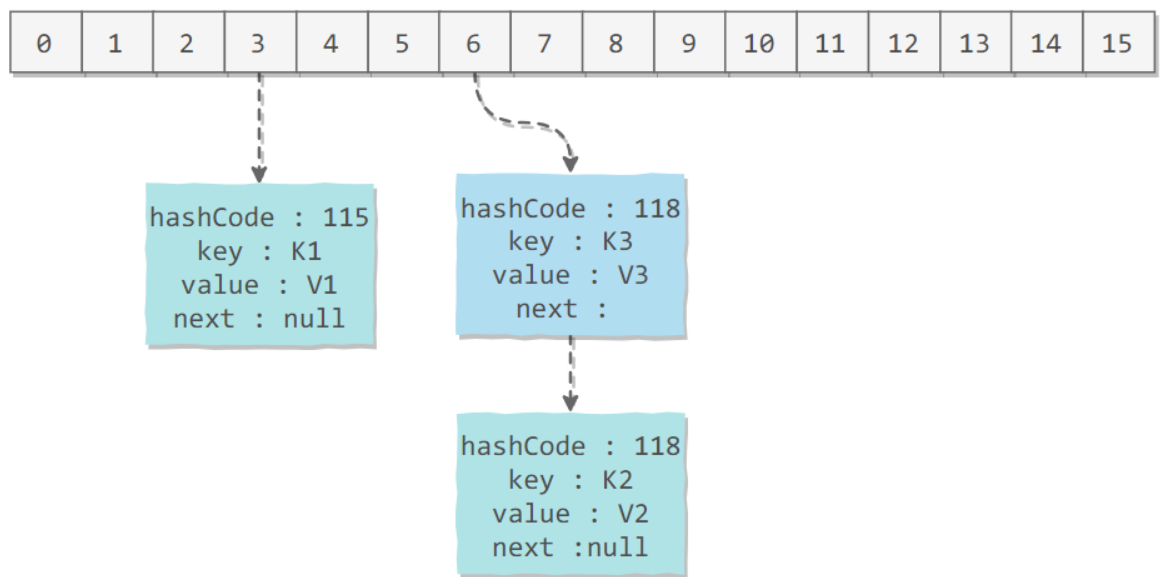 0 1 2 3 4 5 6 7 8 9 10 11 12 13 14 15
hashCode : 115
key : K1
value : V1
next : null
hashCode : 118
key : K3
value : V3
next :
hashCode : 118
key : K2
value : V2
next :null